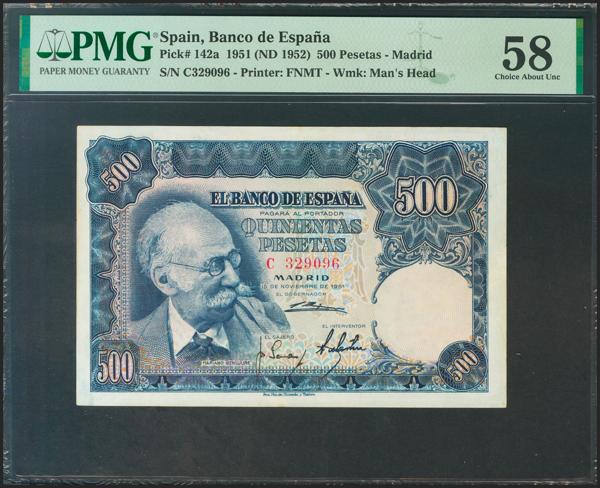 PMG
PAPER MONEY GUARANTY
Spain, Banco de España
Pick# 142a 1951 (ND 1952) 500 Pesetas - Madrid
S/N C329096 - Printer: FNMT - Wmk: Man's Head
58
Choice About Unc
500
500
EL BANCO DE ESPAÑA
PAGARÁ AL PORTADOR
QUINIENTAS
PESETAS
C 329096
MADRID
15 DE NOVIEMBRE DE 1951
EL GOBERNADOR
EL INTERVENTOR
EL CAJERO
MARIANO BENLLIURE
500
500